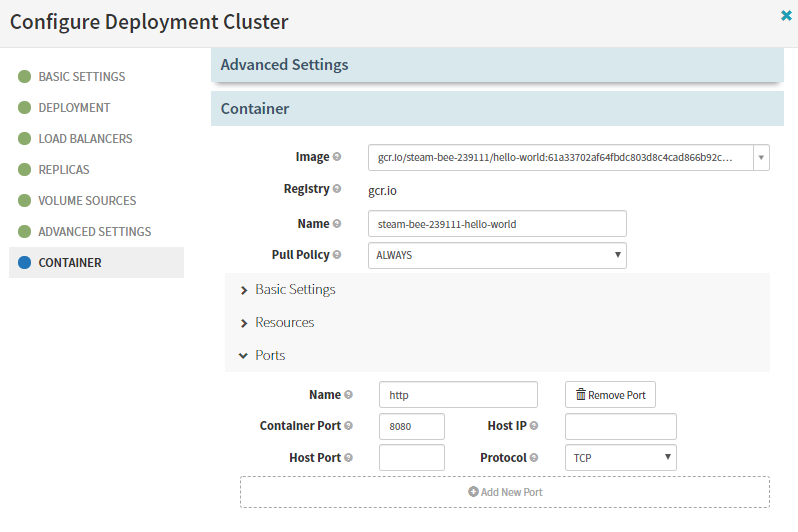 Configure Deployment Cluster
BASIC SETTINGS
DEPLOYMENT
LOAD BALANCERS
REPLICAS
VOLUME SOURCES
ADVANCED SETTINGS
CONTAINER
Advanced Settings
Container
Image gcr.io/steam-bee-239111/hello-world:61a33702af64fbdc803d8c4cad866b92c...
Registry gcr.io
Name steam-bee-239111-hello-world
Pull Policy ALWAYS
Basic Settings
Resources
Ports
Name http Remove Port
Container Port 8080 Host IP
Host Port Protocol TCP
Add New Port